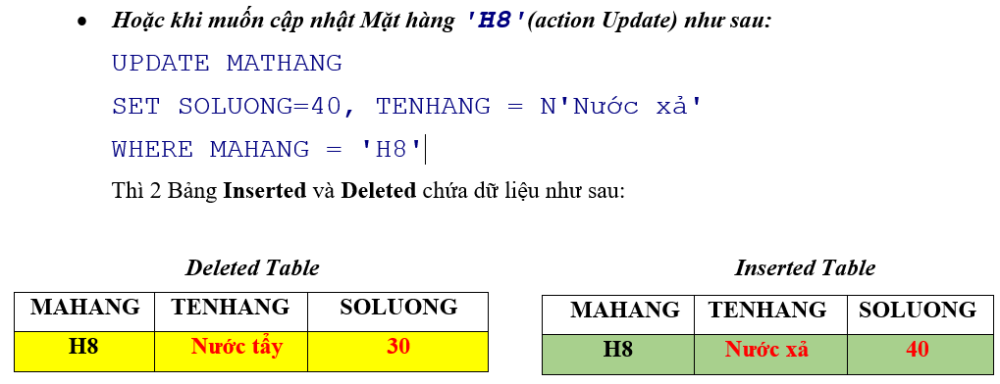 • Hoặc khi muốn cập nhật Mặt hàng 'H8'(action Update) như sau:
UPDATE MATHANG
SET SOLUONG=40, TENHANG = N'Nước xả'
WHERE MAHANG = 'H8'
Thì 2 Bảng Inserted và Deleted chứa dữ liệu như sau:
Deleted Table
MAHANG TENHANG SOLUONG
H8 Nước tẩy 30
Inserted Table
MAHANG TENHANG SOLUONG
H8 Nước xả 40